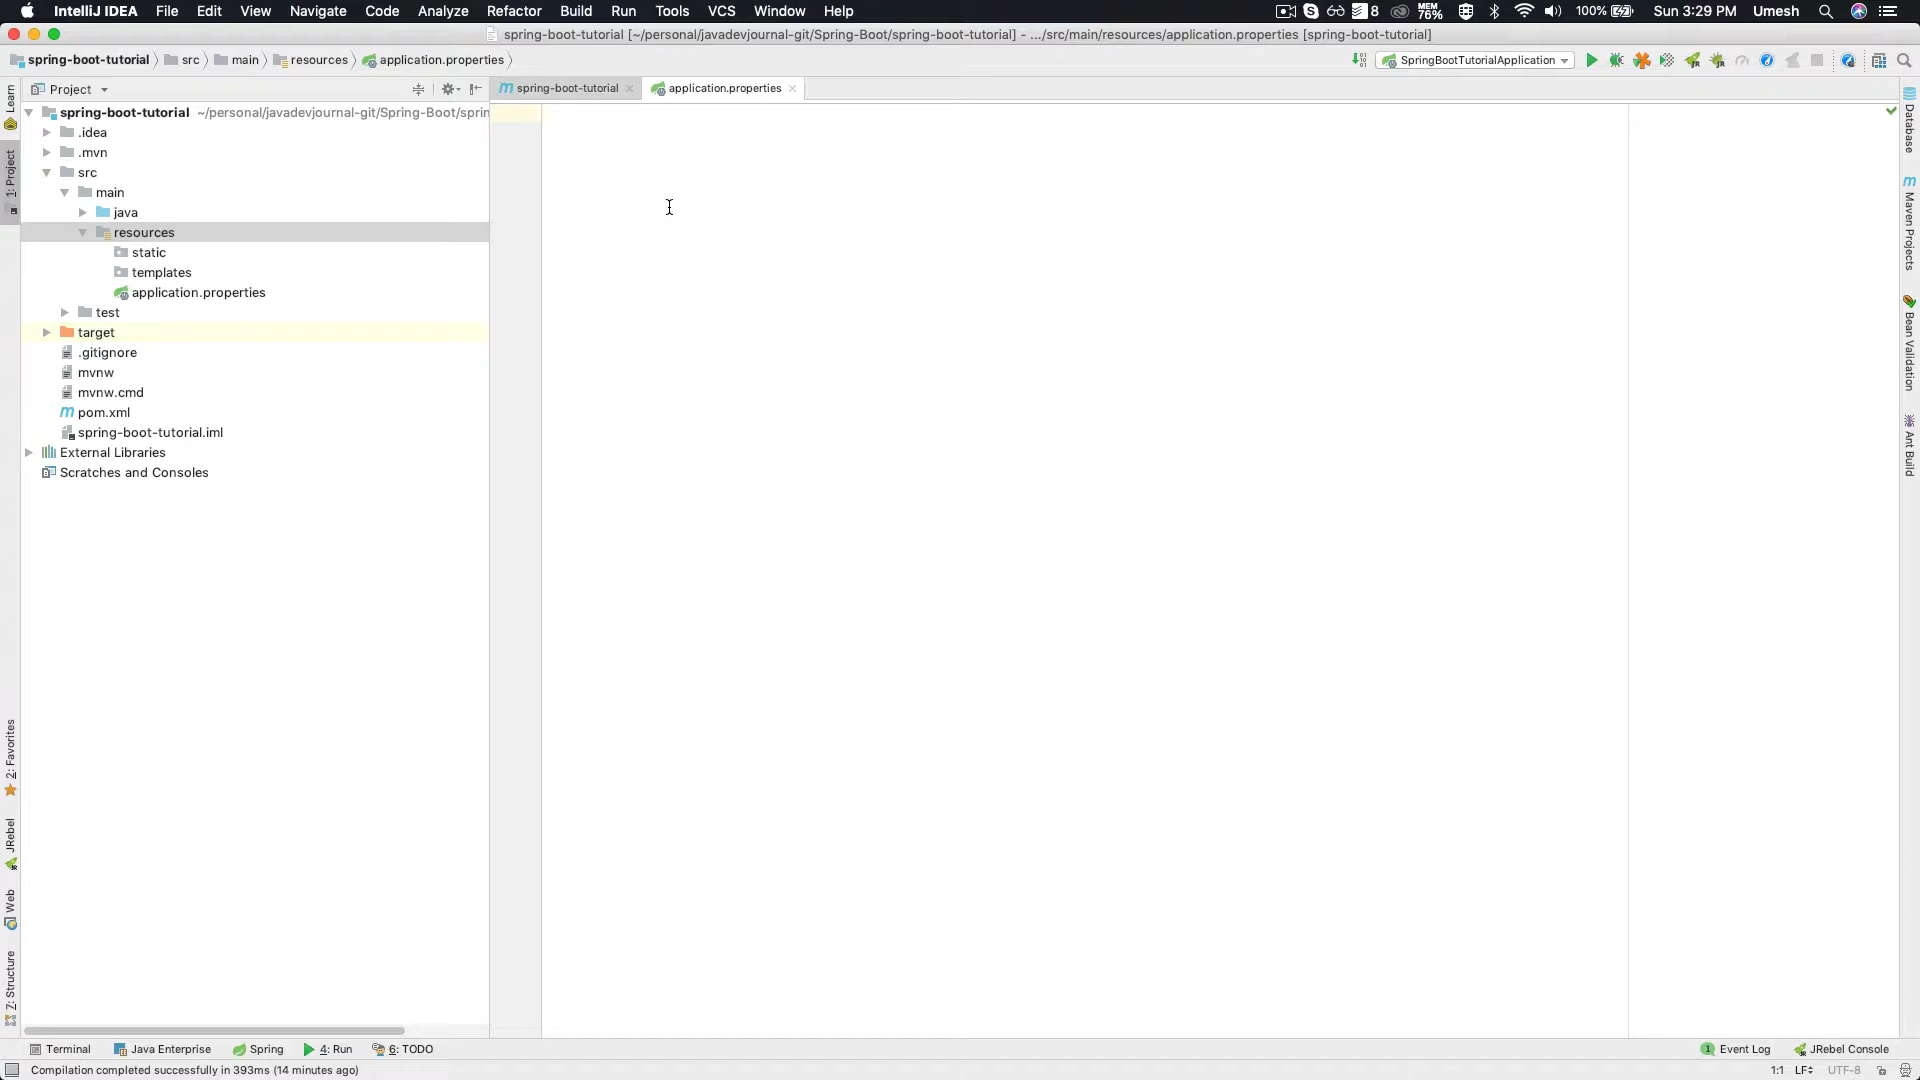 IntelliJ IDEA File Edit View Navigate Code Analyze Refactor Build Run Tools VCS Window Help 8 MEM 76% 100% Sun 3:29 PM Umesh
spring-boot-tutorial [~/personal/javadevjournal-git/Spring-Boot/spring-boot-tutorial] - .../src/main/resources/application.properties [spring-boot-tutorial]
spring-boot-tutorial src main resources application.properties SpringBootTutorialApplication
Project spring-boot-tutorial application.properties
spring-boot-tutorial ~/personal/javadevjournal-git/Spring-Boot/sprin
.idea
.mvn
src
main
java
resources
static
templates
application.properties
test
target
.gitignore
mvnw
mvnw.cmd
pom.xml
spring-boot-tutorial.iml
External Libraries
Scratches and Consoles
Learn
1: Project
2: Favorites
JRebel
Web
Z: Structure
Database
Maven Projects
Bean Validation
Ant Build
Terminal Java Enterprise Spring 4: Run 6: TODO 1 Event Log JRebel Console
Compilation completed successfully in 393ms (14 minutes ago) 1:1 LF UTF-8